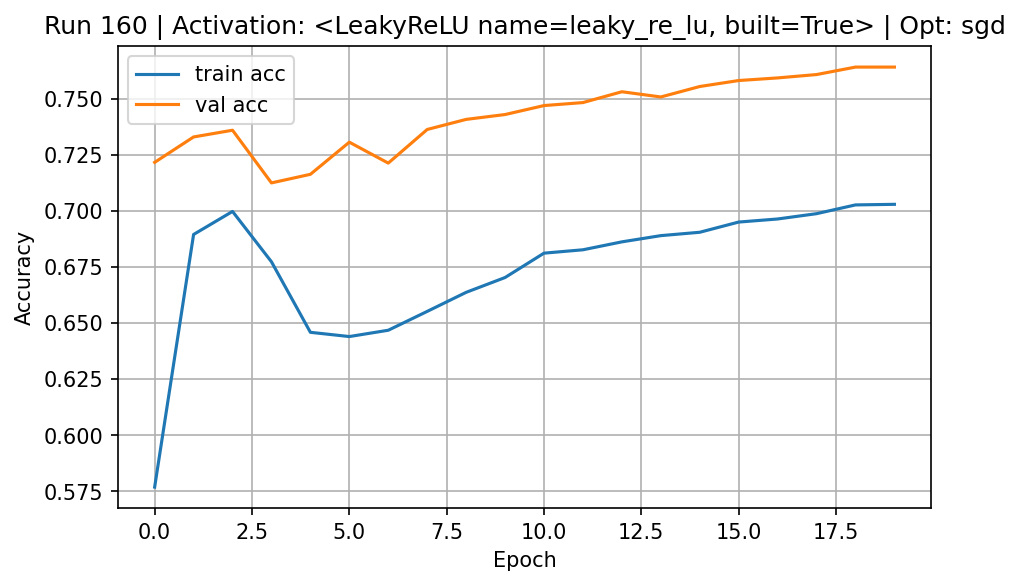 Run 160 | Activation: <LeakyReLU name=leaky_re_lu, built=True> | Opt: sgd
train acc
val acc
0.750
0.725
0.700
0.675
0.650
0.625
0.600
0.575
Accuracy
0.0 2.5 5.0 7.5 10.0 12.5 15.0 17.5
Epoch